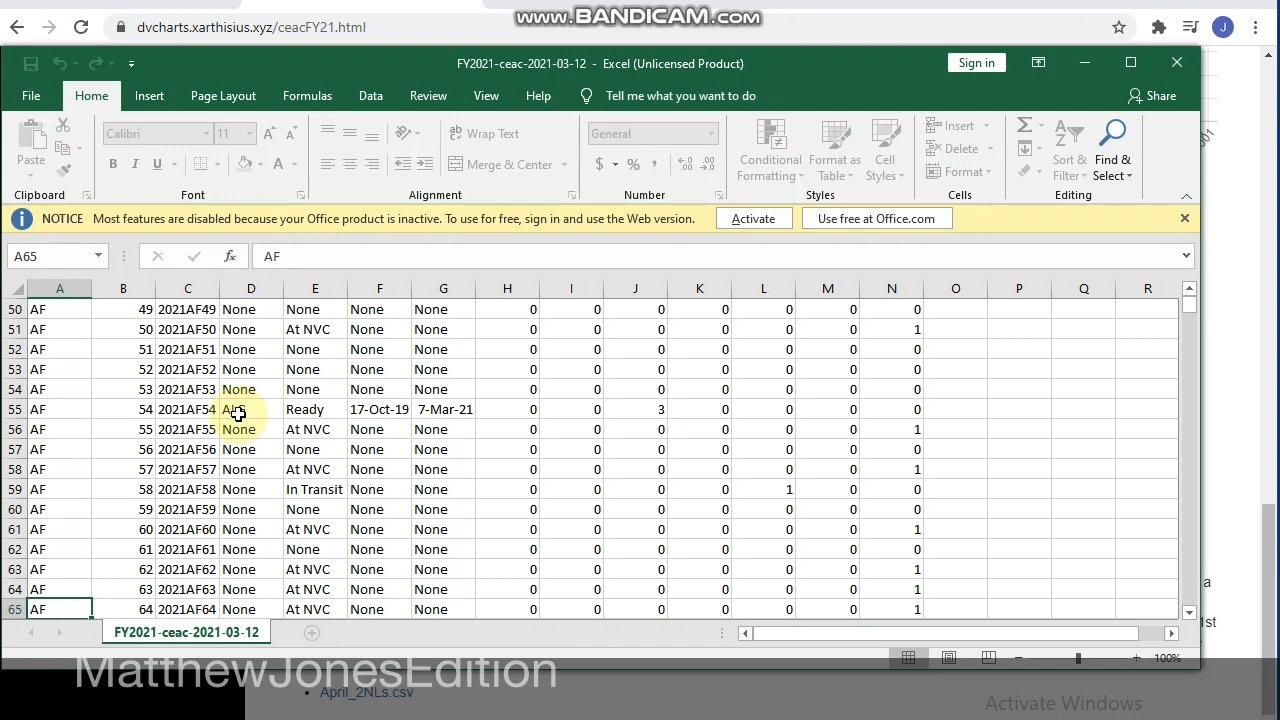 www.BANDICAM.com
dvcharts.xarthisius.xyz/ceacFY21.html
J
FY2021-ceac-2021-03-12 - Excel (Unlicensed Product)
Sign in
File Home Insert Page Layout Formulas Data Review View Help Tell me what you want to do Share
Paste Calibri 11 A A ab Wrap Text General Conditional Formatting Format Table Cell Styles Insert Σ Sort & Filter Find & Select
B I U A Merge & Center $ % , Delete
Format
Clipboard Font Alignment Number Styles Cells Editing
NOTICE Most features are disabled because your Office product is inactive. To use for free, sign in and use the Web version. Activate Use free at Office.com
A65 fx AF
A B C D E F G H I J K L M N O P Q R
50 AF 49 2021AF49 None None None None 0 0 0 0 0 0 0
51 AF 50 2021AF50 None At NVC None None 0 0 0 0 0 0 1
52 AF 51 2021AF51 None None None None 0 0 0 0 0 0 0
53 AF 52 2021AF52 None None None None 0 0 0 0 0 0 0
54 AF 53 2021AF53 None None None None 0 0 0 0 0 0 0
55 AF 54 2021AF54 Ready 17-Oct-19 7-Mar-21 0 0 3 0 0 0 0
56 AF 55 2021AF55 None At NVC None None 0 0 0 0 0 0 1
57 AF 56 2021AF56 None None None None 0 0 0 0 0 0 0
58 AF 57 2021AF57 None At NVC None None 0 0 0 0 0 0 1
59 AF 58 2021AF58 None In Transit None None 0 0 0 0 1 0 0
60 AF 59 2021AF59 None None None None 0 0 0 0 0 0 0
61 AF 60 2021AF60 None At NVC None None 0 0 0 0 0 0 1
62 AF 61 2021AF61 None None None None 0 0 0 0 0 0 0
63 AF 62 2021AF62 None At NVC None None 0 0 0 0 0 0 1
64 AF 63 2021AF63 None At NVC None None 0 0 0 0 0 0 1
65 AF 64 2021AF64 None At NVC None None 0 0 0 0 0 0 1
FY2021-ceac-2021-03-12
100%
MatthewJonesEdition
April_2NLs.csv
Activate Windows
001
a
1st